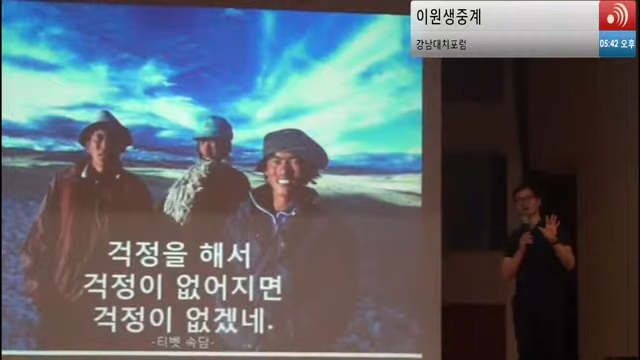 이원생중계
강남대치포럼
05:42 오후
걱정을 해서
걱정이 없어지면
걱정이 없겠네.
-티벳 속담-